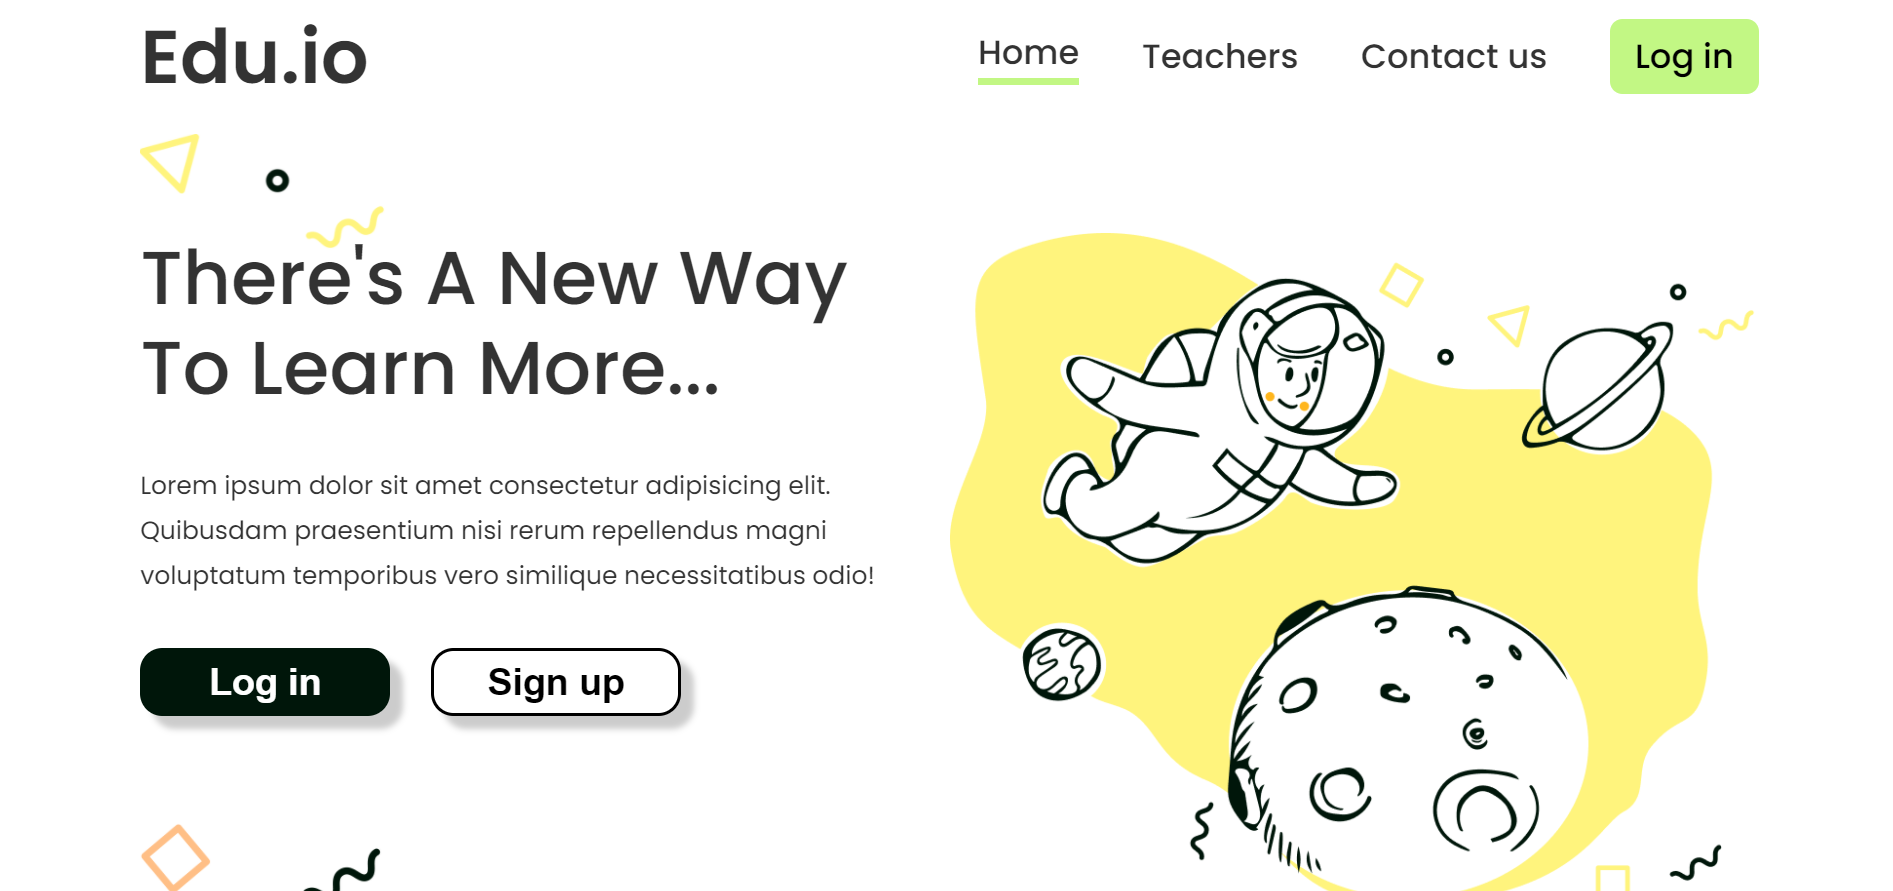 Edu.io
Home Teachers Contact us Log in
There's A New Way
To Learn More...
Lorem ipsum dolor sit amet consectetur adipisicing elit.
Quibusdam praesentium nisi rerum repellendus magni
voluptatum temporibus vero similique necessitatibus odio!
Log in Sign up